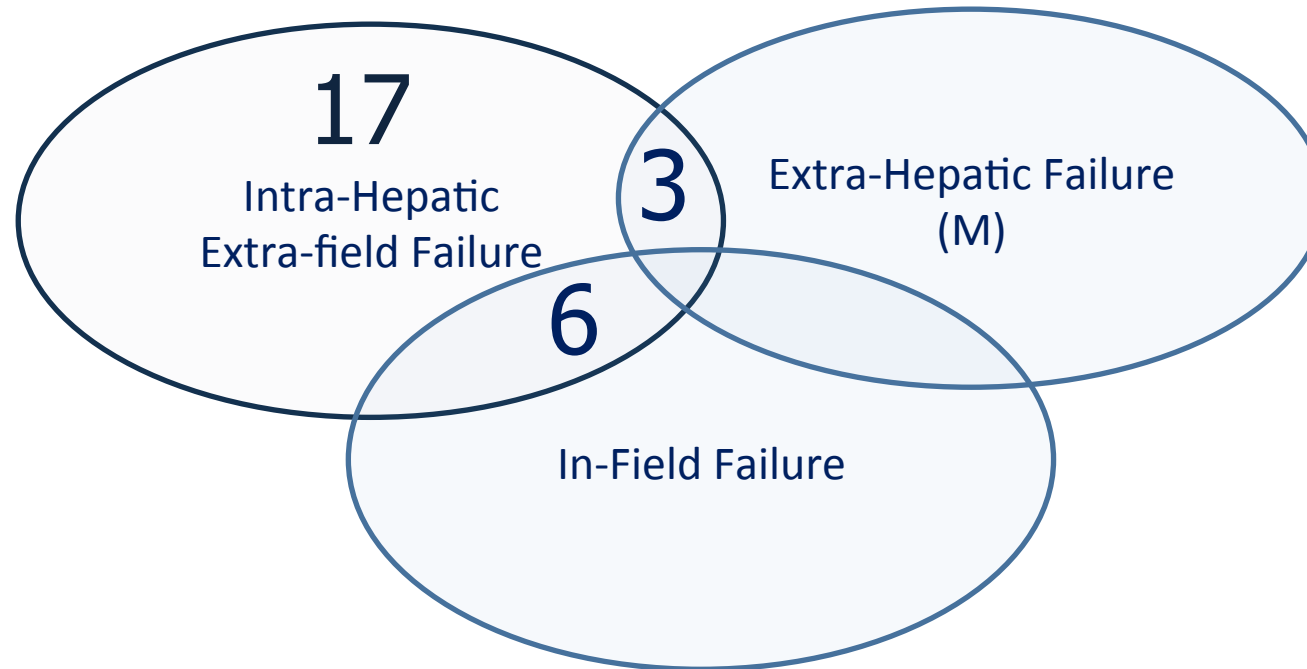 17
Intra-Hepatic
Extra-field Failure
3
Extra-Hepatic Failure
(M)
6
In-Field Failure